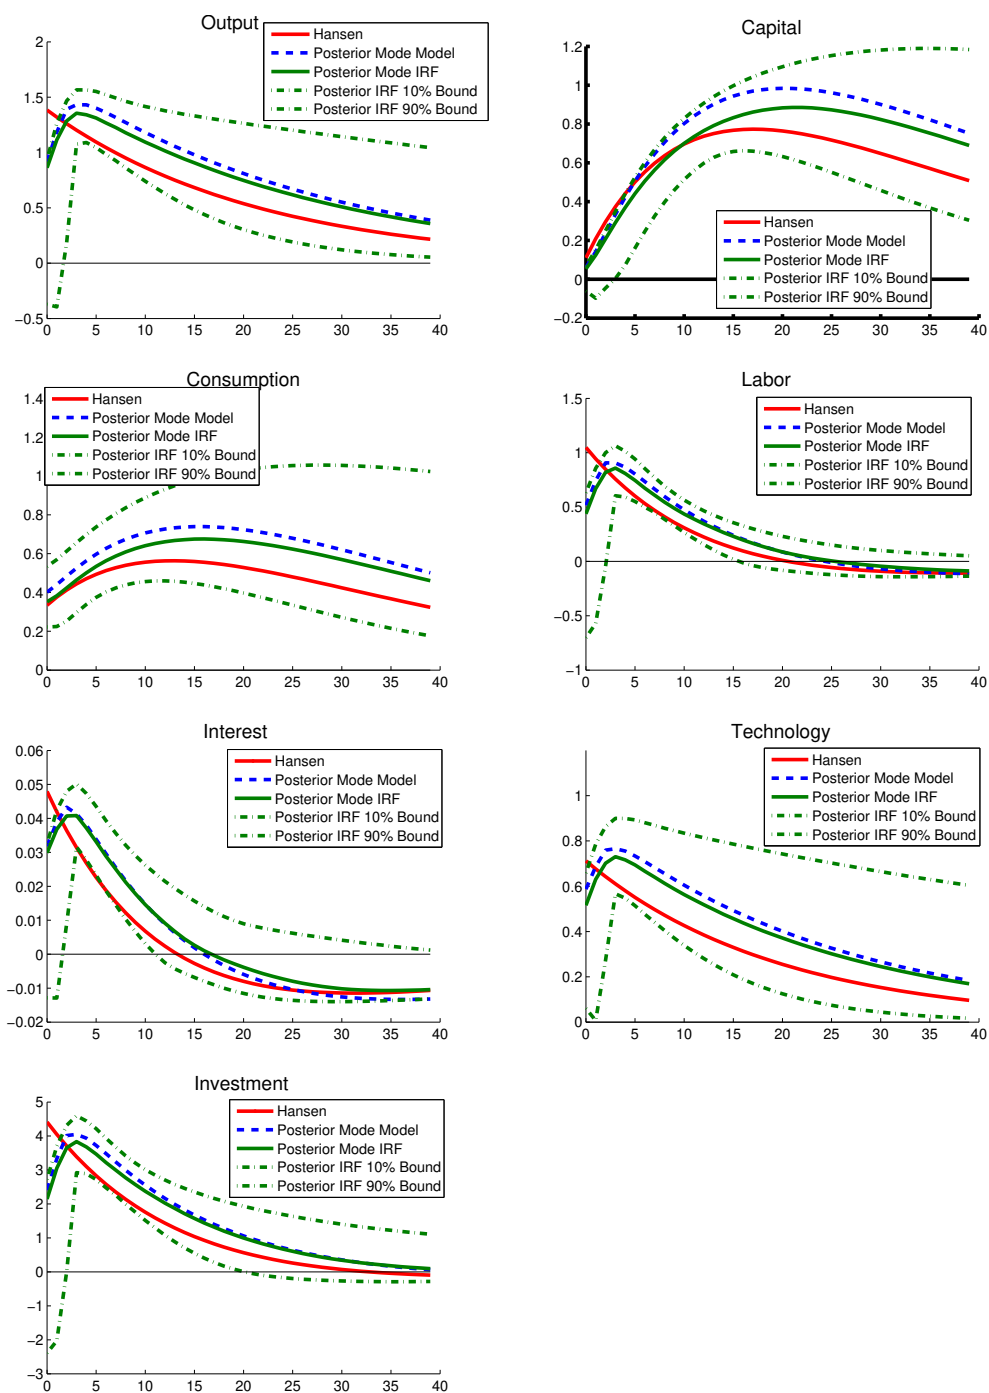 Output
Hansen
Posterior Mode Model
Posterior Mode IRF
Posterior IRF 10% Bound
Posterior IRF 90% Bound
2
1.5
1
0.5
0
−0.5
0 5 10 15 20 25 30 35 40
Capital
1.2
1
0.8
0.6
0.4
0.2
0
−0.2
Hansen
Posterior Mode Model
Posterior Mode IRF
Posterior IRF 10% Bound
Posterior IRF 90% Bound
0 5 10 15 20 25 30 35 40
Consumption
Hansen
Posterior Mode Model
Posterior Mode IRF
Posterior IRF 10% Bound
Posterior IRF 90% Bound
1.4
1.2
1
0.8
0.6
0.4
0.2
0
0 5 10 15 20 25 30 35 40
Labor
Hansen
Posterior Mode Model
Posterior Mode IRF
Posterior IRF 10% Bound
Posterior IRF 90% Bound
1.5
1
0.5
0
−0.5
−1
0 5 10 15 20 25 30 35 40
Interest
Hansen
Posterior Mode Model
Posterior Mode IRF
Posterior IRF 10% Bound
Posterior IRF 90% Bound
0.06
0.05
0.04
0.03
0.02
0.01
0
−0.01
−0.02
0 5 10 15 20 25 30 35 40
Technology
Hansen
Posterior Mode Model
Posterior Mode IRF
Posterior IRF 10% Bound
Posterior IRF 90% Bound
1
0.8
0.6
0.4
0.2
0
0 5 10 15 20 25 30 35 40
Investment
Hansen
Posterior Mode Model
Posterior Mode IRF
Posterior IRF 10% Bound
Posterior IRF 90% Bound
5
4
3
2
1
0
−1
−2
−3
0 5 10 15 20 25 30 35 40